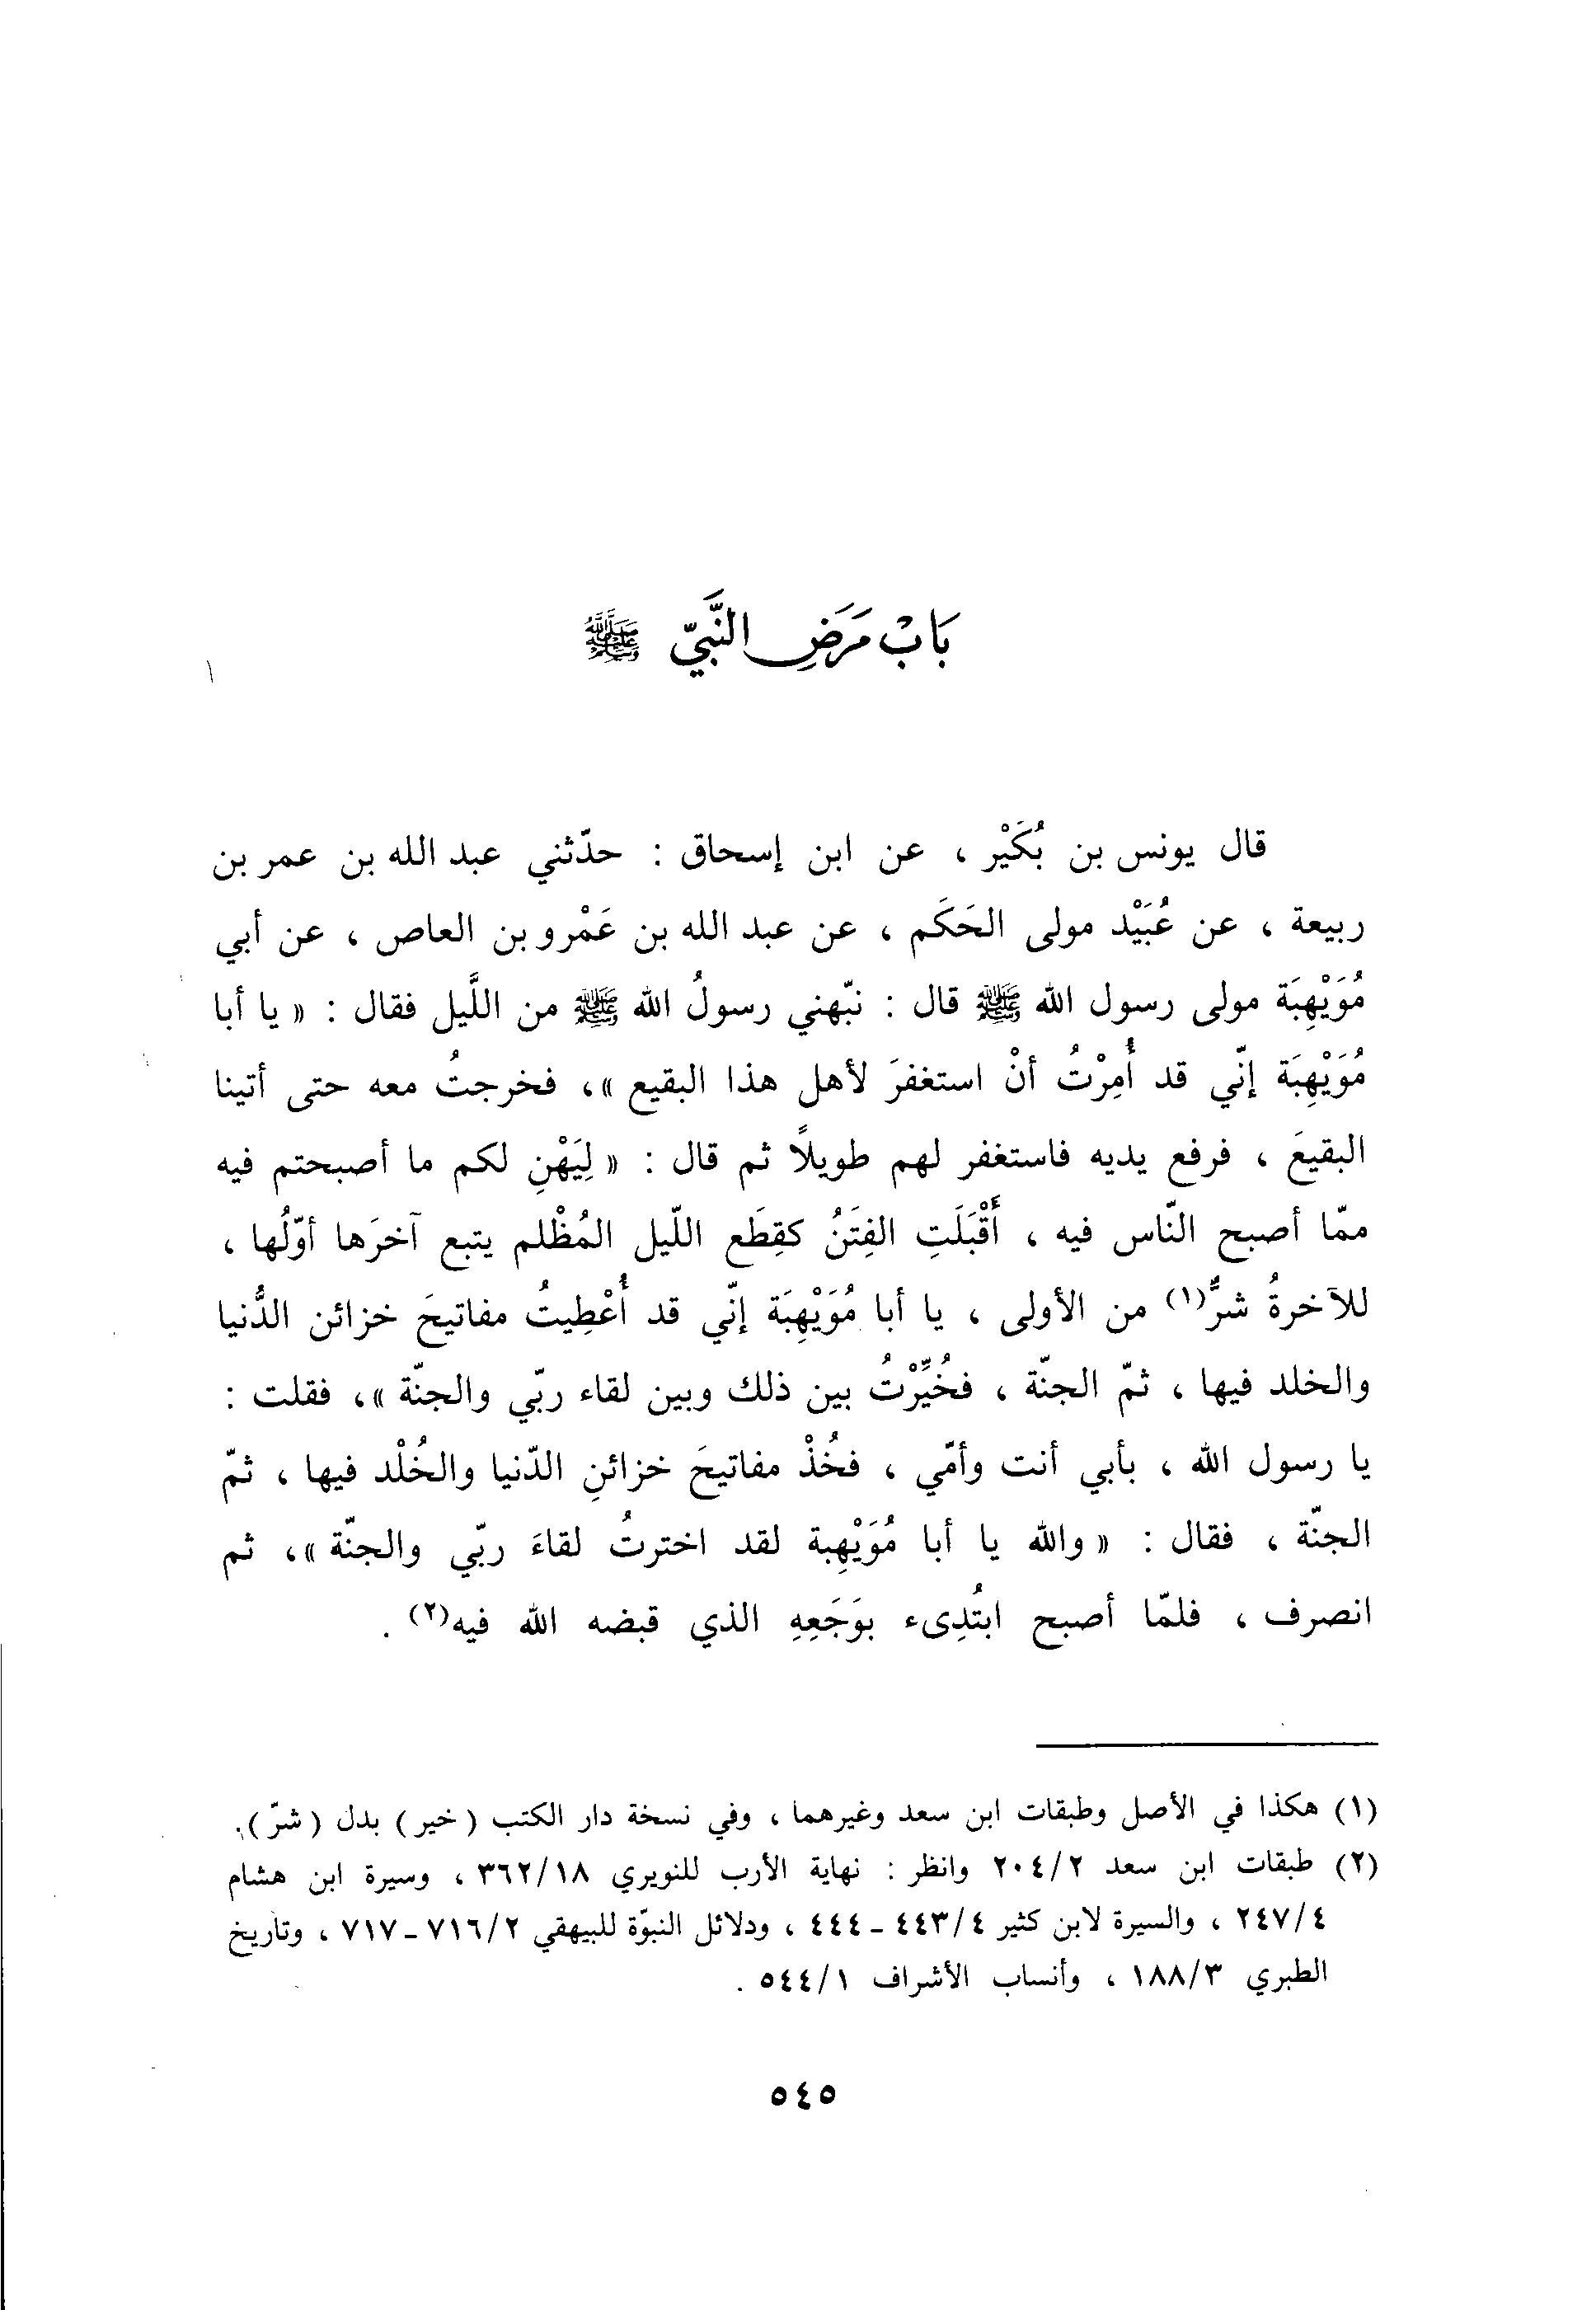 بَابْ مَرَضِ النَّبيّ ﷺ
قال يونس بن بُكَيْر ، عن ابن إسحاق : حدّثني عبد الله بن عمر بن
ربيعة ، عن عُبَيْد مولى الحَكَم ، عن عبد الله بن عَمْرو بن العاص ، عن أبي
مُوَيْهِبَة مولى رسول الله ﷺ قال : نبّهني رسولُ الله ﷺ من اللَّيل فقال : « يا أبا
مُوَيْهِبَة إنّي قد أُمِرْتُ أنْ استغفرَ لأهل هذا البقيع »، فخرجتُ معه حتى أتينا
البقيعَ ، فرفع يديه فاستغفر لهم طويلاً ثم قال : « لِيَهْنِ لكم ما أصبحتم فيه
ممّا أصبح النّاس فيه ، أَقْبَلَتِ الفِتَنُ كقِطَع اللّيل المُظْلم يتبع آخرَها أوّلُها ،
للآخرةُ شرٌّ(١) من الأولى ، يا أبا مُوَيْهِبَة إنّي قد أُعْطِيتُ مفاتيحَ خزائن الدُّنيا
والخلد فيها ، ثمّ الجنّة ، فخُيِّرْتُ بين ذلك وبين لقاء ربّي والجنّة »، فقلت :
يا رسول الله ، بأبي أنت وأمّي ، فخُذْ مفاتيحَ خزائنِ الدّنيا والخُلْد فيها ، ثمّ
الجنّة ، فقال : « والله يا أبا مُوَيْهِبة لقد اخترتُ لقاءَ ربّي والجنّة »، ثم
انصرف ، فلمّا أصبح ابتُدِىء بوَجَعِهِ الذي قبضه الله فيه(٢) .
(١) هكذا في الأصل وطبقات ابن سعد وغيرهما ، وفي نسخة دار الكتب ( خير ) بدل ( شرّ ).
(٢) طبقات ابن سعد ٢٠٤/٢ وانظر : نهاية الأرب للنويري ٣٦٢/١٨ ، وسيرة ابن هشام
٢٤٧/٤ ، والسيرة لابن كثير ٤٤٣/٤ ـ ٤٤٤ ، ودلائل النبوّة للبيهقي ٧١٦/٢ ـ ٧١٧ ، وتاريخ
الطبري ١٨٨/٣ ، وأنساب الأشراف ٥٤٤/١ .
٥٤٥